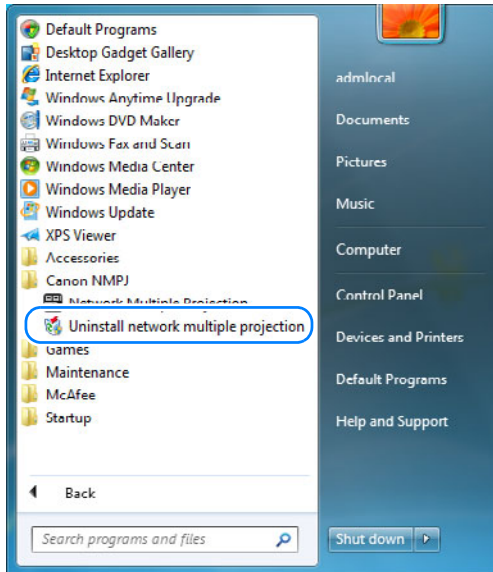 Default Programs
Desktop Gadget Gallery
Internet Explorer
Windows Anytime Upgrade
Windows DVD Maker
Windows Fax and Scan
Windows Media Center
Windows Media Player
Windows Update
XPS Viewer
Accessories
Canon NMPJ
Network Multiple Projection
Uninstall network multiple projection
Games
Maintenance
McAfee
Startup
Back
Search programs and files
admlocal
Documents
Pictures
Music
Computer
Control Panel
Devices and Printers
Default Programs
Help and Support
Shut down